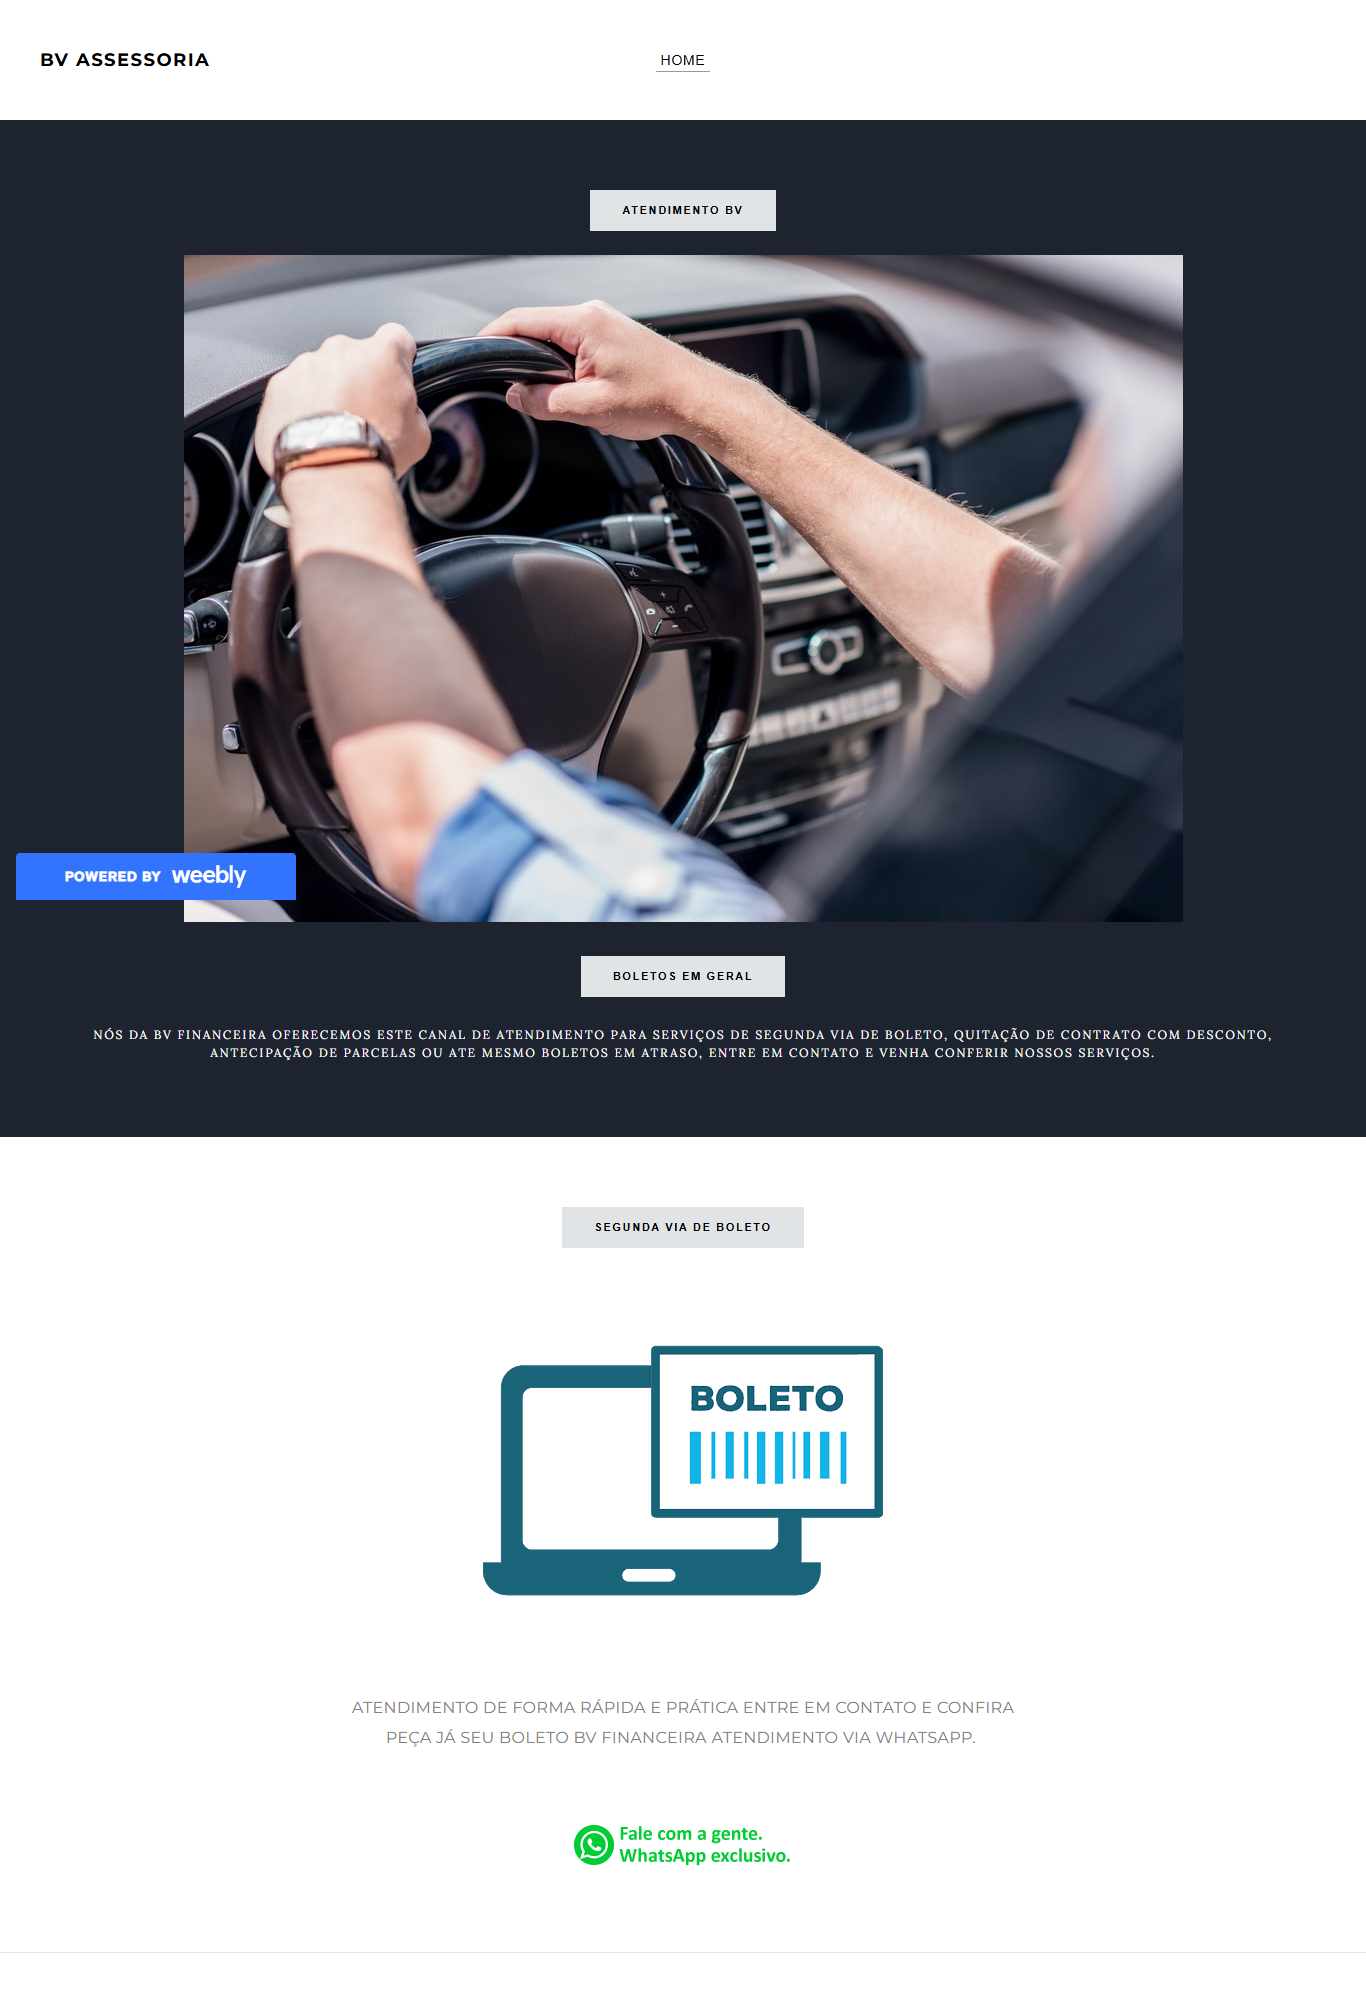 BV ASSESSORIA
HOME
ATENDIMENTO BV
POWERED BY weebly
BOLETOS EM GERAL
NÓS DA BV FINANCEIRA OFERECEMOS ESTE CANAL DE ATENDIMENTO PARA SERVIÇOS DE SEGUNDA VIA DE BOLETO, QUITAÇÃO DE CONTRATO COM DESCONTO,
ANTECIPAÇÃO DE PARCELAS OU ATE MESMO BOLETOS EM ATRASO, ENTRE EM CONTATO E VENHA CONFERIR NOSSOS SERVIÇOS.
SEGUNDA VIA DE BOLETO
BOLETO
ATENDIMENTO DE FORMA RÁPIDA E PRÁTICA ENTRE EM CONTATO E CONFIRA
PEÇA JÁ SEU BOLETO BV FINANCEIRA ATENDIMENTO VIA WHATSAPP.
Fale com a gente.
WhatsApp exclusivo.